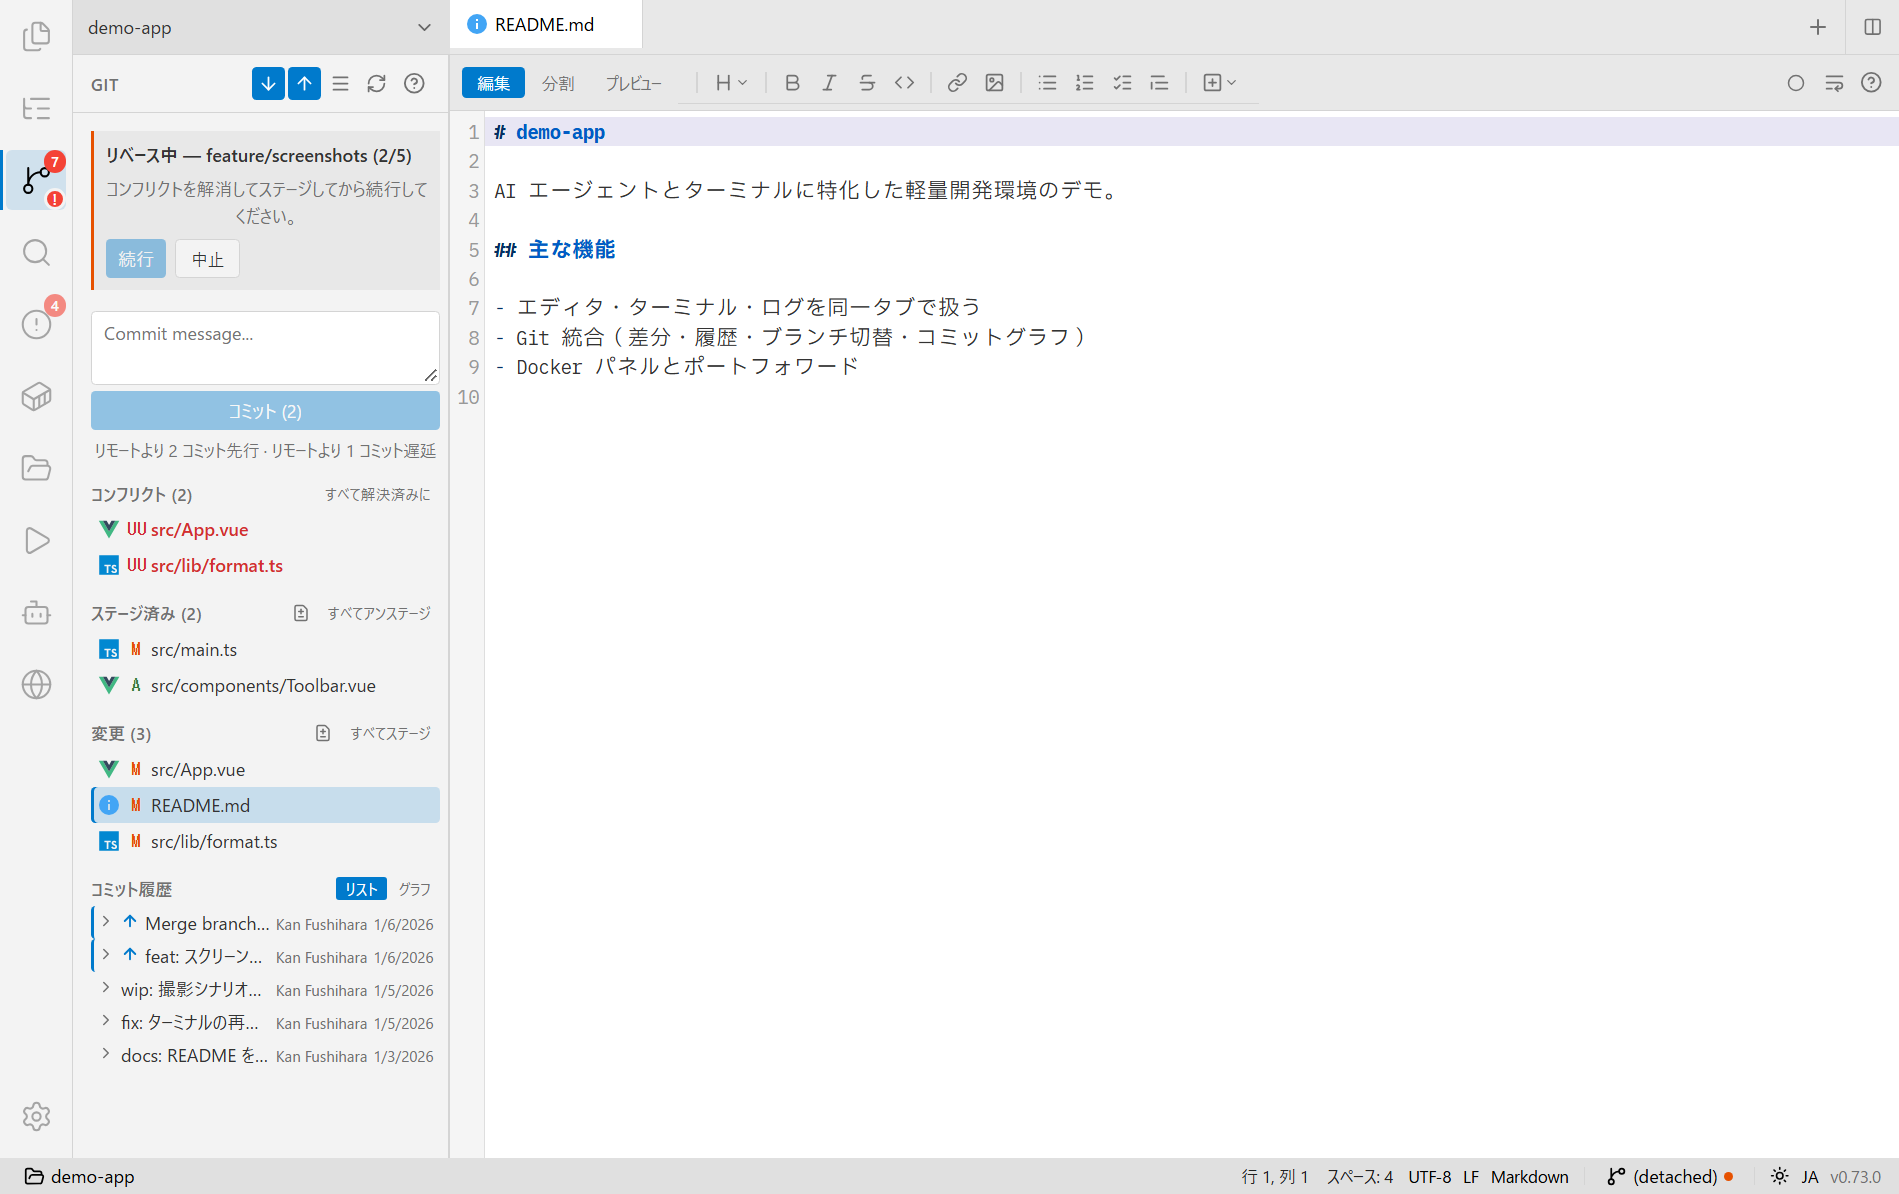 demo-app
README.md
GIT
編集
分割
プレビュー
H
リベース中 — feature/screenshots (2/5)
コンフリクトを解消してステージしてから続行して
ください。
続行
中止
7
!
4
Commit message...
コミット (2)
リモートより 2 コミット先行 · リモートより 1 コミット遅延
コンフリクト (2)
すべて解決済みに
UU src/App.vue
TS UU src/lib/format.ts
ステージ済み (2)
すべてアンステージ
TS M src/main.ts
A src/components/Toolbar.vue
変更 (3)
すべてステージ
M src/App.vue
M README.md
TS M src/lib/format.ts
コミット履歴
リスト
グラフ
Merge branch... Kan Fushihara 1/6/2026
feat: スクリーン... Kan Fushihara 1/6/2026
wip: 撮影シナリオ... Kan Fushihara 1/5/2026
fix: ターミナルの再... Kan Fushihara 1/5/2026
docs: README を... Kan Fushihara 1/3/2026
1 # demo-app
2
3 AI エージェントとターミナルに特化した軽量開発環境のデモ。
4
5 ## 主な機能
6
7 - エディタ・ターミナル・ログを同一タブで扱う
8 - Git 統合（差分・履歴・ブランチ切替・コミットグラフ）
9 - Docker パネルとポートフォワード
10
demo-app
行 1, 列 1
スペース: 4
UTF-8
LF
Markdown
(detached)
JA
v0.73.0